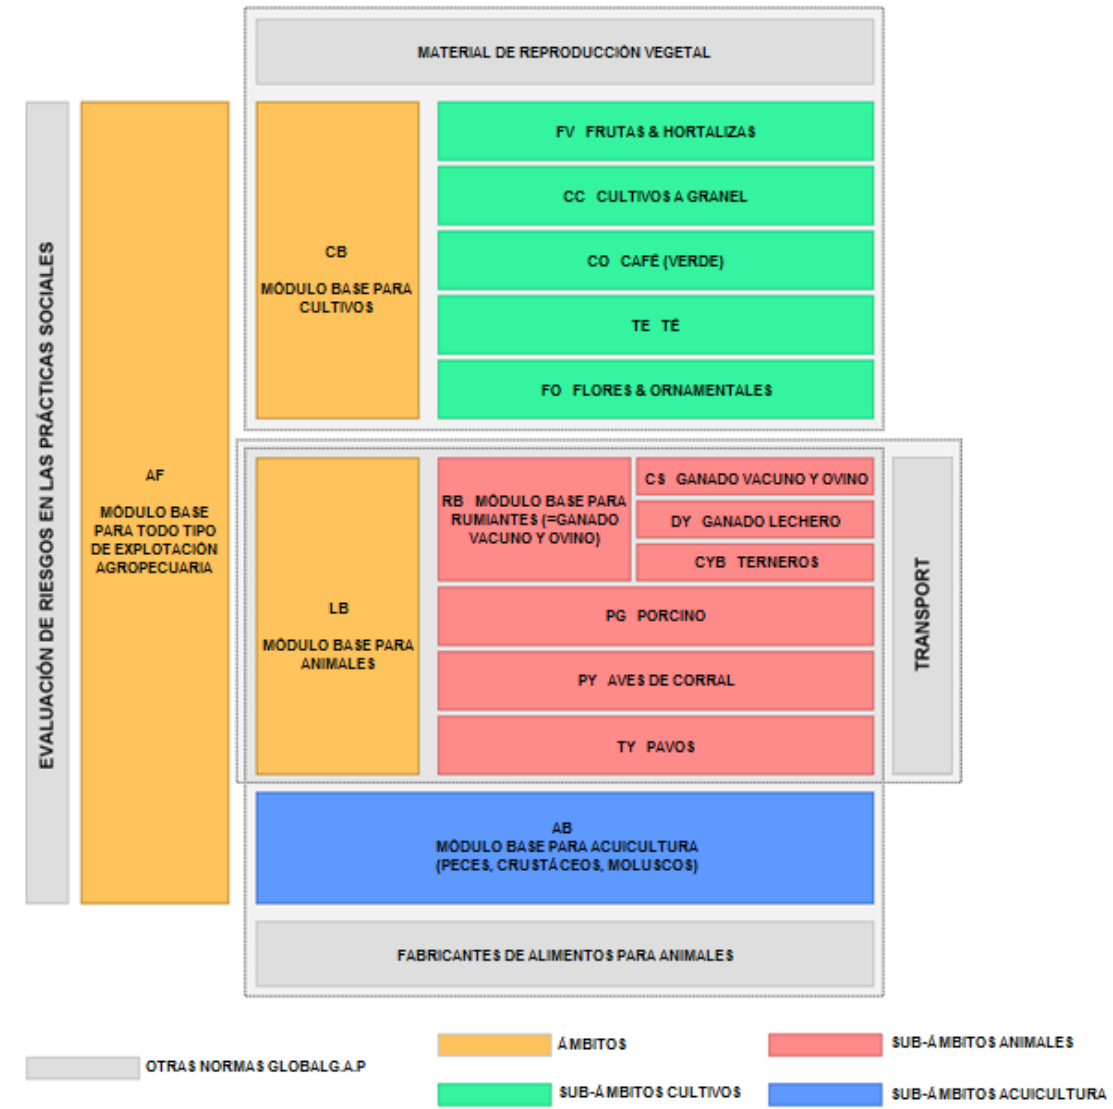 MATERIAL DE REPRODUCCIÓN VEGETAL
EVALUACIÓN DE RIESGOS EN LAS PRÁCTICAS SOCIALES
AF
MÓDULO BASE
PARA TODO TIPO
DE EXPLOTACIÓN
AGROPECUARIA
CB
MÓDULO BASE PARA
CULTIVOS
FV FRUTAS & HORTALIZAS
CC CULTIVOS A GRANEL
CO CAFÉ (VERDE)
TE TÉ
FO FLORES & ORNAMENTALES
LB
MÓDULO BASE PARA
ANIMALES
RB MÓDULO BASE PARA
RUMIANTES (=GANADO
VACUNO Y OVINO)
CS GANADO VACUNO Y OVINO
DY GANADO LECHERO
CYB TERNEROS
PG PORCINO
PY AVES DE CORRAL
TY PAVOS
TRANSPORT
AB
MÓDULO BASE PARA ACUICULTURA
(PECES, CRUSTÁCEOS, MOLUSCOS)
FABRICANTES DE ALIMENTOS PARA ANIMALES
OTRAS NORMAS GLOBALG.A.P
ÁMBITOS
SUB-ÁMBITOS CULTIVOS
SUB-ÁMBITOS ANIMALES
SUB-ÁMBITOS ACUICULTURA